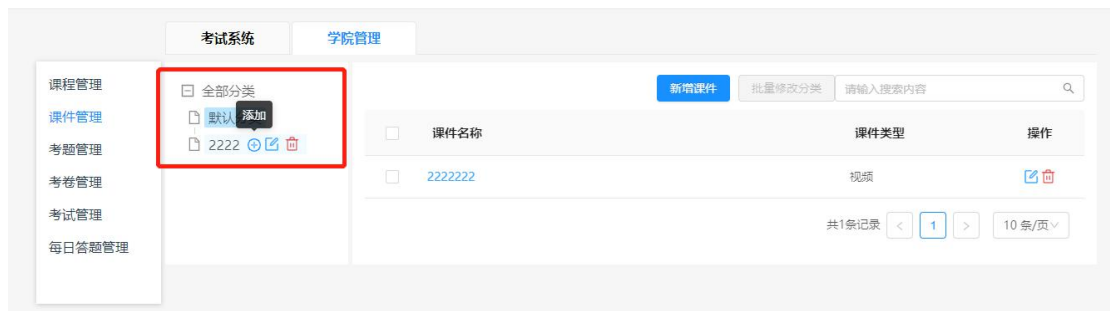 考试系统 学院管理
课程管理
课件管理
考题管理
考卷管理
考试管理
每日答题管理
全部分类
默认
添加
2222
新增课件 批量修改分类 请输入搜索内容
课件名称 课件类型 操作
2222222 视频
共1条记录 < 1 > 10 条/页